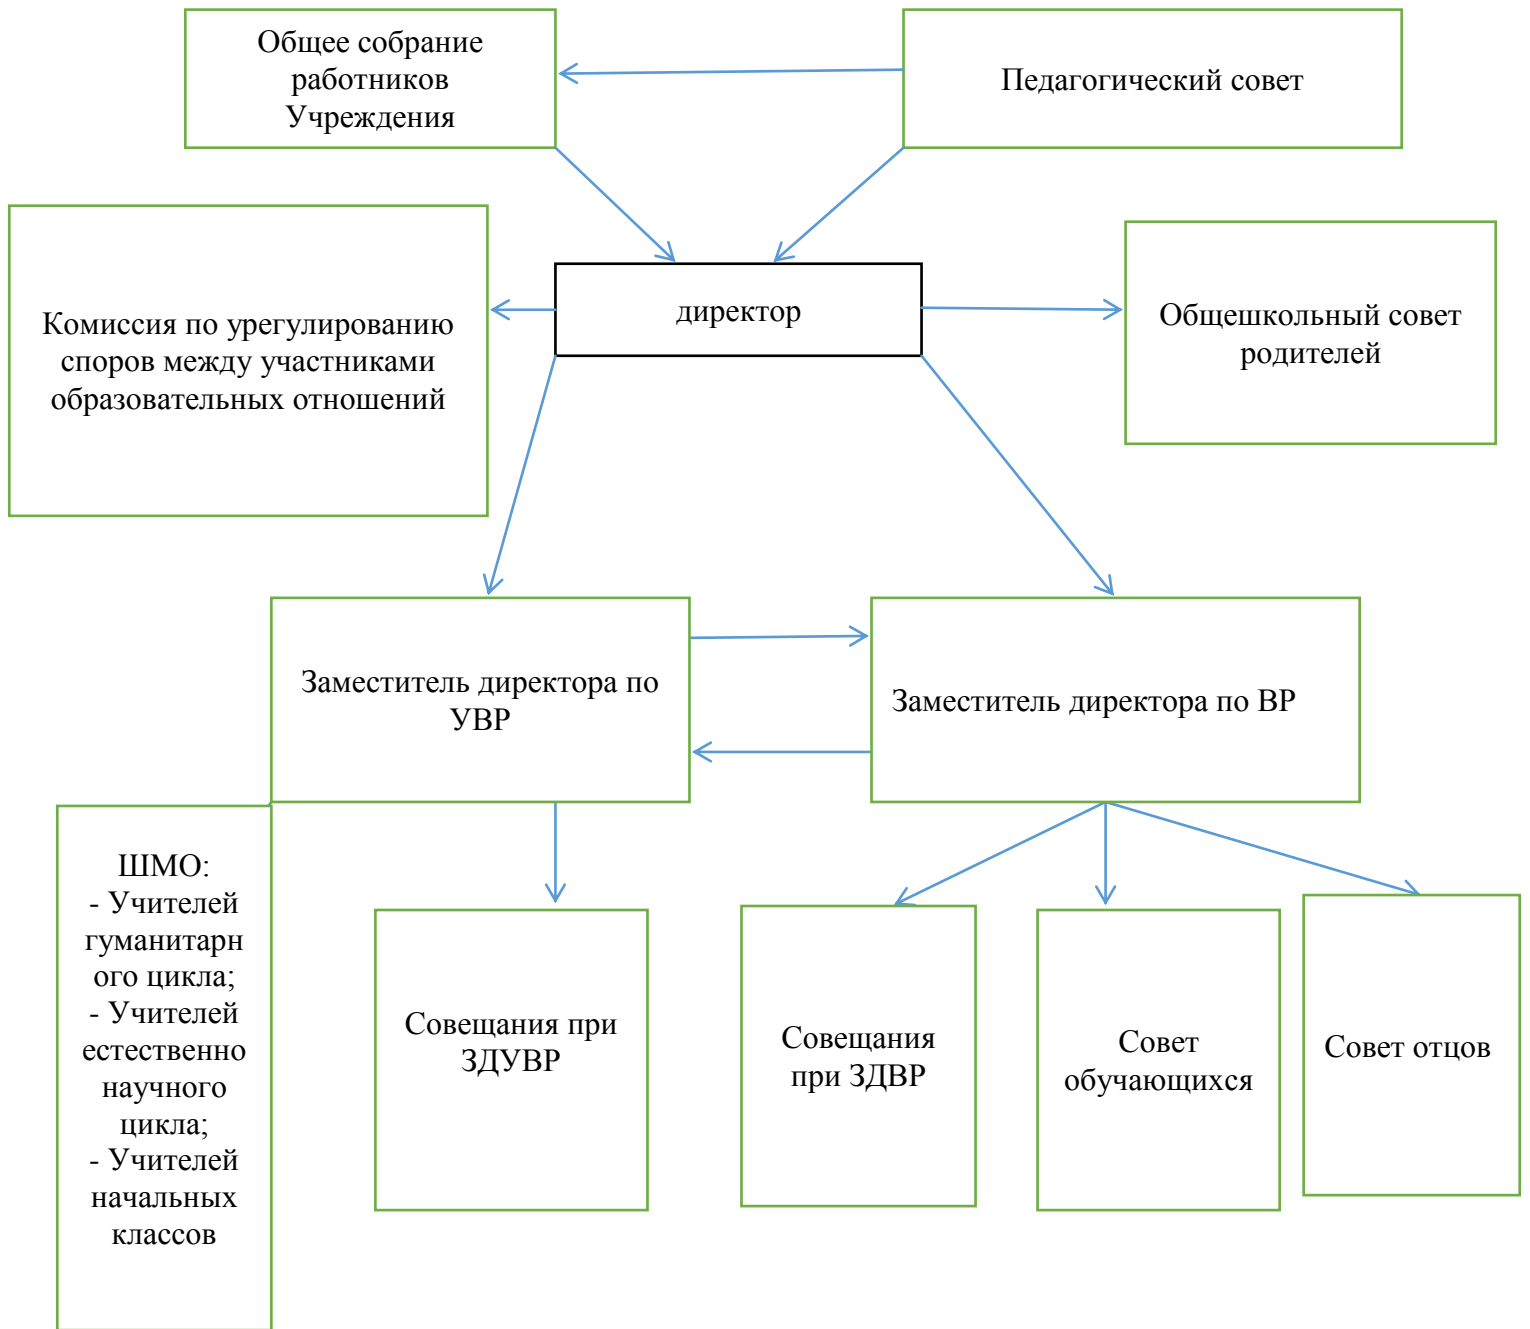 Общее собрание
работников
Учреждения
Педагогический совет
директор
Комиссия по урегулированию
споров между участниками
образовательных отношений
Общешкольный совет
родителей
Заместитель директора по
УВР
Заместитель директора по ВР
ШМО:
- Учителей
гуманитарн
ого цикла;
- Учителей
естественно
научного
цикла;
- Учителей
начальных
классов
Совещания при
ЗДУВР
Совещания
при ЗДВР
Совет
обучающихся
Совет отцов